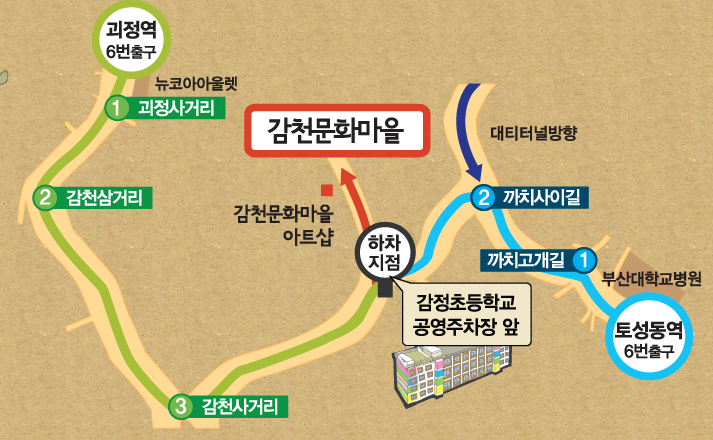 괴정역
6번출구
뉴코아아울렛
1 괴정사거리
감천문화마을
대티터널방향
2 감천삼거리
2 까치사이길
감천문화마을
아트샵
하차
지점
까치고개길 1
부산대학교병원
감정초등학교
공영주차장 앞
토성동역
6번출구
3 감천사거리